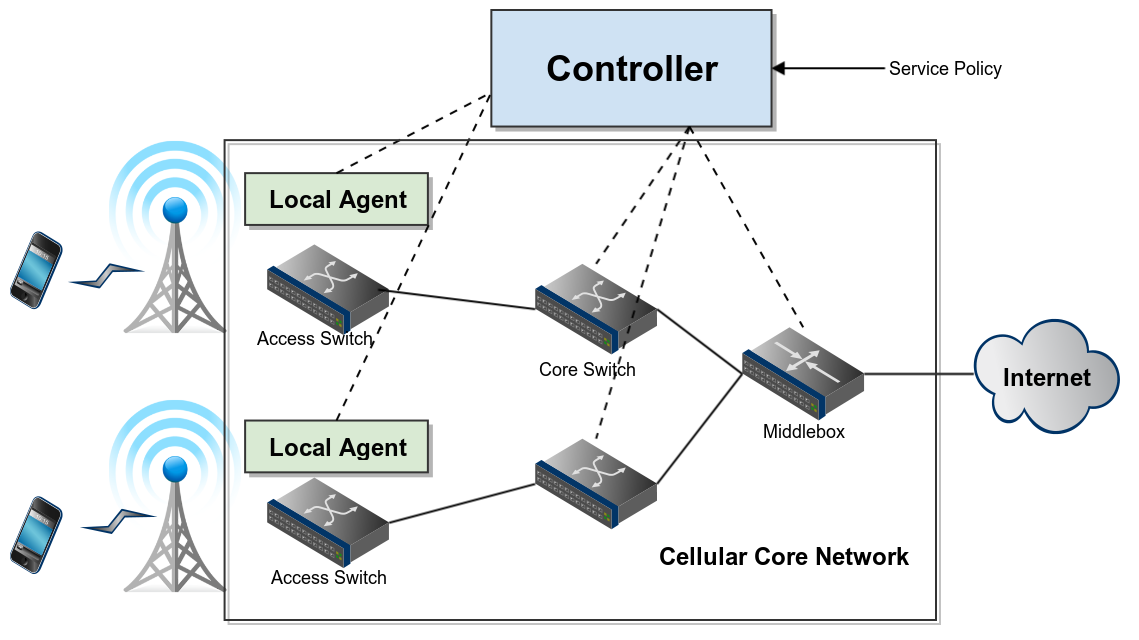 Controller
Service Policy
Local Agent
Access Switch
Core Switch
Internet
Middlebox
Local Agent
Cellular Core Network
Access Switch